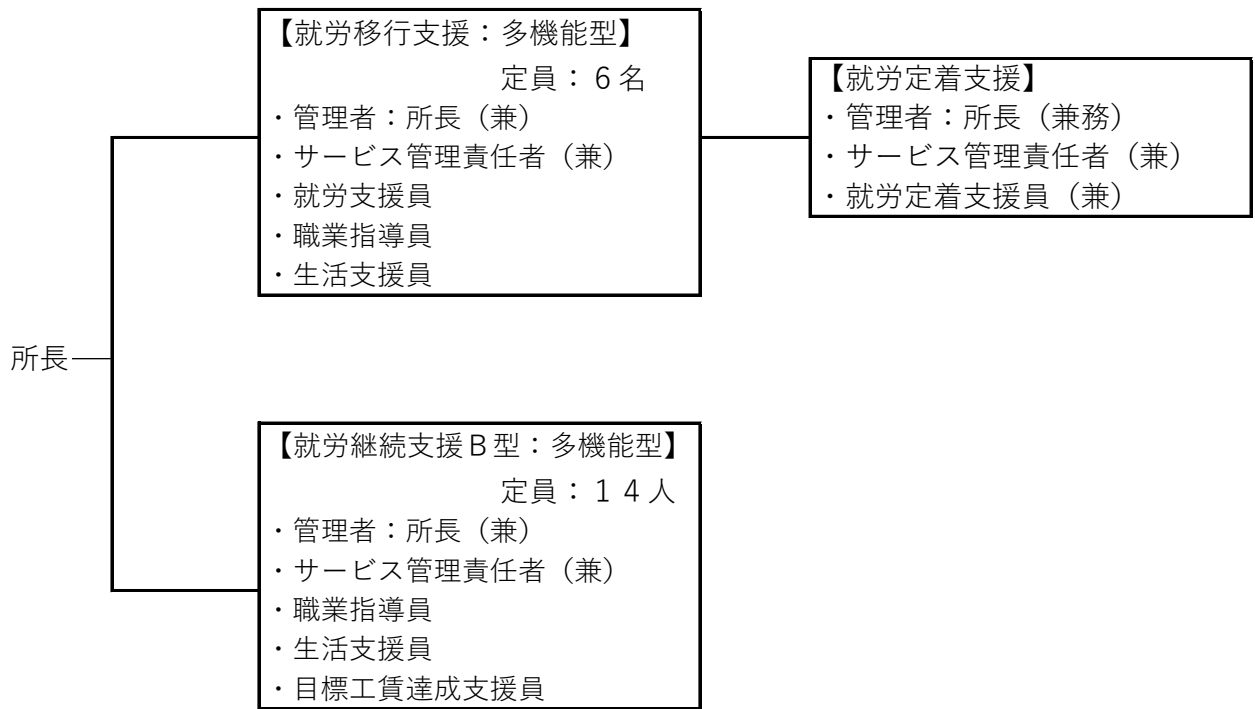 【就労移行支援：多機能型】
定員：６名
・管理者：所長（兼）
・サービス管理責任者（兼）
・就労支援員
・職業指導員
・生活支援員
【就労定着支援】
・管理者：所長（兼務）
・サービス管理責任者（兼）
・就労定着支援員（兼）
所長
【就労継続支援Ｂ型：多機能型】
定員：１４人
・管理者：所長（兼）
・サービス管理責任者（兼）
・職業指導員
・生活支援員
・目標工賃達成支援員